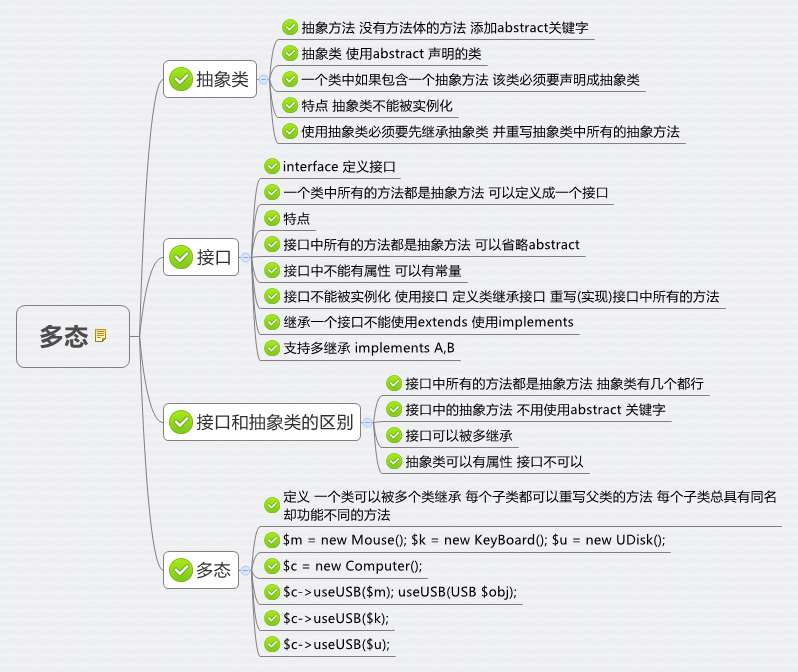 多态
抽象类
抽象方法 没有方法体的方法 添加abstract关键字
抽象类 使用abstract 声明的类
一个类中如果包含一个抽象方法 该类必须要声明成抽象类
特点 抽象类不能被实例化
使用抽象类必须要先继承抽象类 并重写抽象类中所有的抽象方法
接口
interface 定义接口
一个类中所有的方法都是抽象方法 可以定义成一个接口
特点
接口中所有的方法都是抽象方法 可以省略abstract
接口中不能有属性 可以有常量
接口不能被实例化 使用接口 定义类继承接口 重写(实现)接口中所有的方法
继承一个接口不能使用extends 使用implements
支持多继承 implements A,B
接口和抽象类的区别
接口中所有的方法都是抽象方法 抽象类有几个都行
接口中的抽象方法 不用使用abstract 关键字
接口可以被多继承
抽象类可以有属性 接口不可以
多态
定义 一个类可以被多个类继承 每个子类都可以重写父类的方法 每个子类总具有同名
却功能不同的方法
$m = new Mouse(); $k = new KeyBoard(); $u = new UDisk();
$c = new Computer();
$c->useUSB($m); useUSB(USB $obj);
$c->useUSB($k);
$c->useUSB($u);